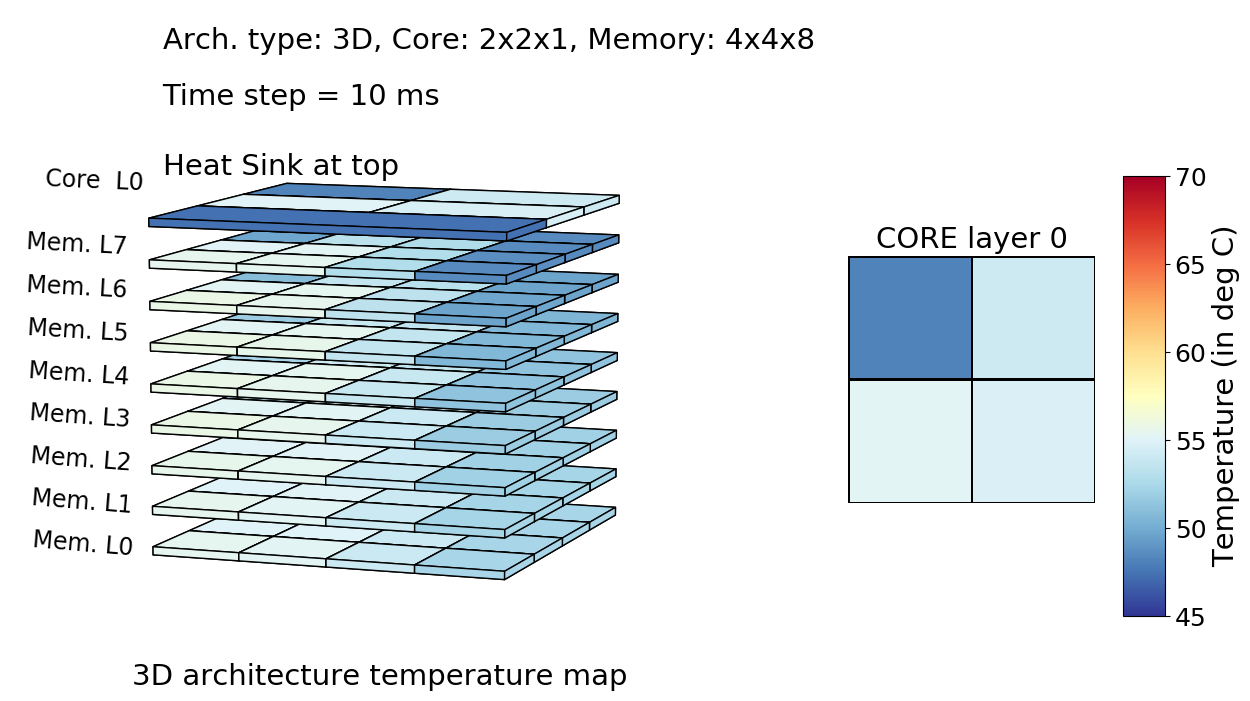 Arch. type: 3D, Core: 2x2x1, Memory: 4x4x8
Time step = 10 ms
Heat Sink at top
Core  L0
Mem. L7
Mem. L6
Mem. L5
Mem. L4
Mem. L3
Mem. L2
Mem. L1
Mem. L0
3D architecture temperature map
CORE layer 0
70
65
60
55
50
45
Temperature (in deg C)